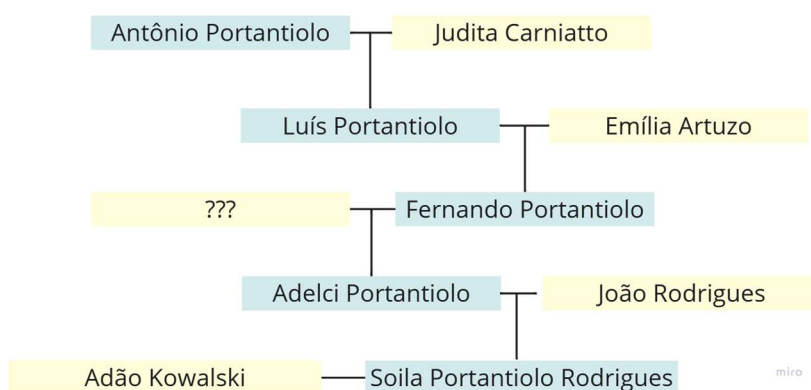 Antônio Portantiolo
Judita Carniatto
Luís Portantiolo
Emília Artuzo
???
Fernando Portantiolo
Adelci Portantiolo
João Rodrigues
Adão Kowalski
Soila Portantiolo Rodrigues
miro